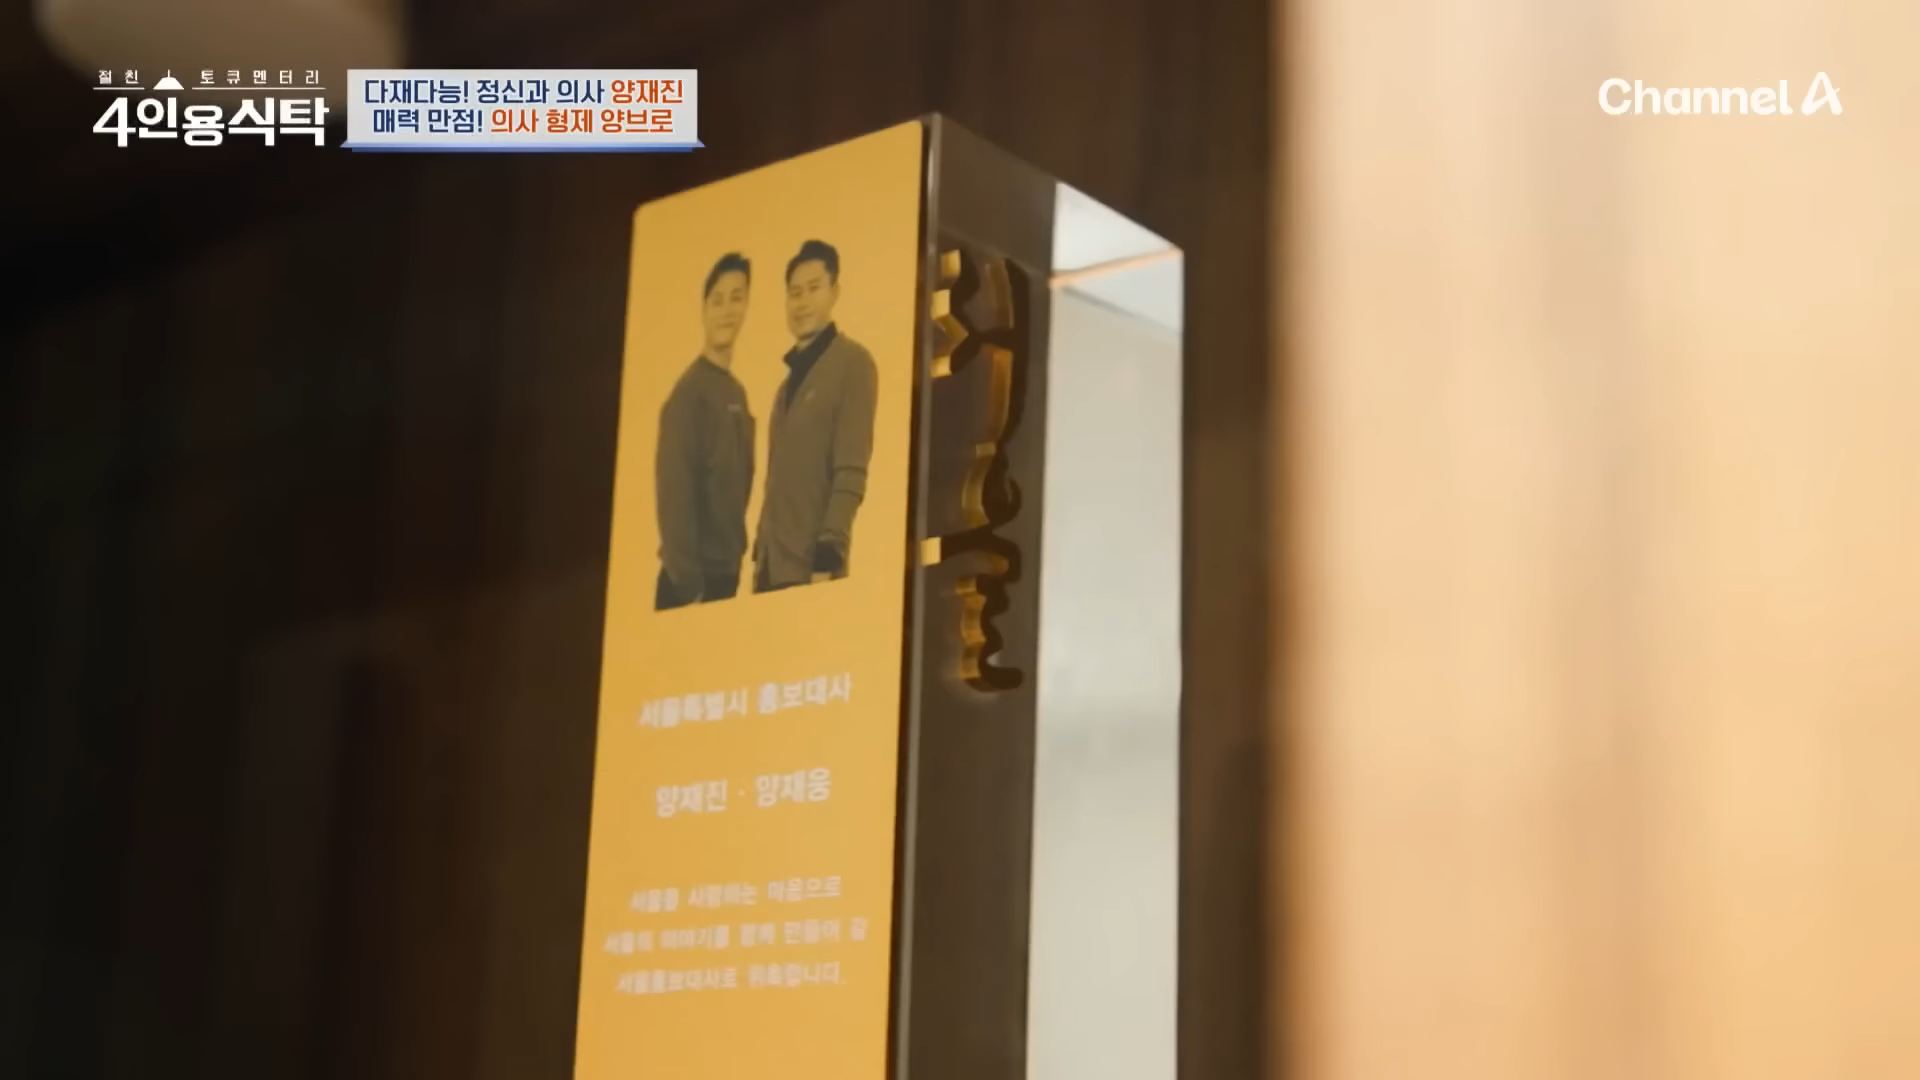 절친 토큐멘터리
4인용식탁
다재다능! 정신과 의사 양재진
매력 만점! 의사 형제 양브로
Channel A
서울특별시 홍보대사
양재진 · 양재웅
서울을 사랑하는 마음으로
서울의 이야기를 함께 만들어 갈
서울홍보대사로 위촉합니다.